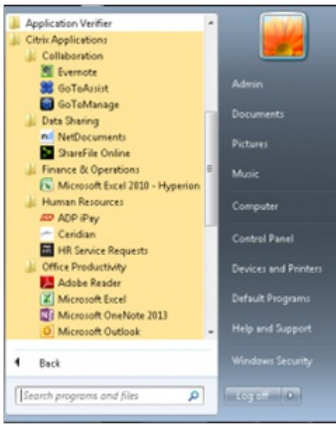 Application Verifier
Citrix Applications
Collaboration
Evernote
GoToAssist
GoToManage
Data Sharing
NetDocuments
ShareFile Online
Finance & Operations
Microsoft Excel 2010 - Hyperion
Human Resources
ADP iPay
Ceridian
HR Service Requests
Office Productivity
Adobe Reader
Microsoft Excel
Microsoft OneNote 2013
Microsoft Outlook
Back
Search programs and files
Admin
Documents
Pictures
Music
Computer
Control Panel
Devices and Printers
Default Programs
Help and Support
Windows Security
Log off